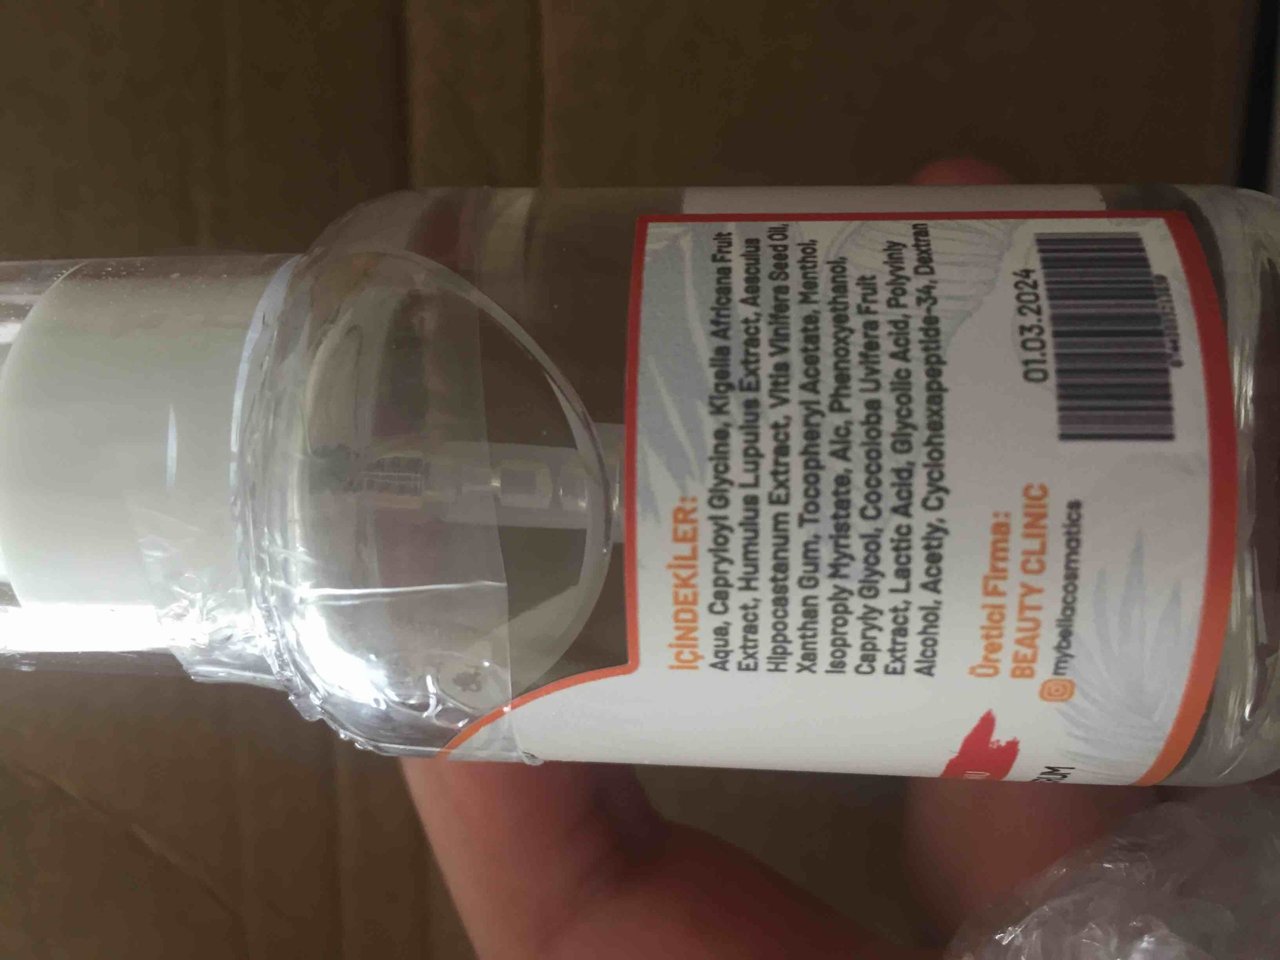 İÇİNDEKİLER:
Aqua, Capryloyl Glycine, Kigelia Africana Fruit
Extract, Humulus Lupulus Extract, Aesculus
Hippocastanum Extract, Vitis Vinifera Seed Oil,
Xanthan Gum, Tocopheryl Acetate, Menthol,
Isoproply Myristate, Alc, Phenoxyethanol,
Capryly Glycol, Coccoloba Uvifera Fruit
Extract, Lactic Acid, Glycolic Acid, Polyvinly
Alcohol, Acetly, Cyclohexapeptide-34, Dextran
Üretici Firma:
BEAUTY CLINIC
mybellacosmatics
01.03.2024